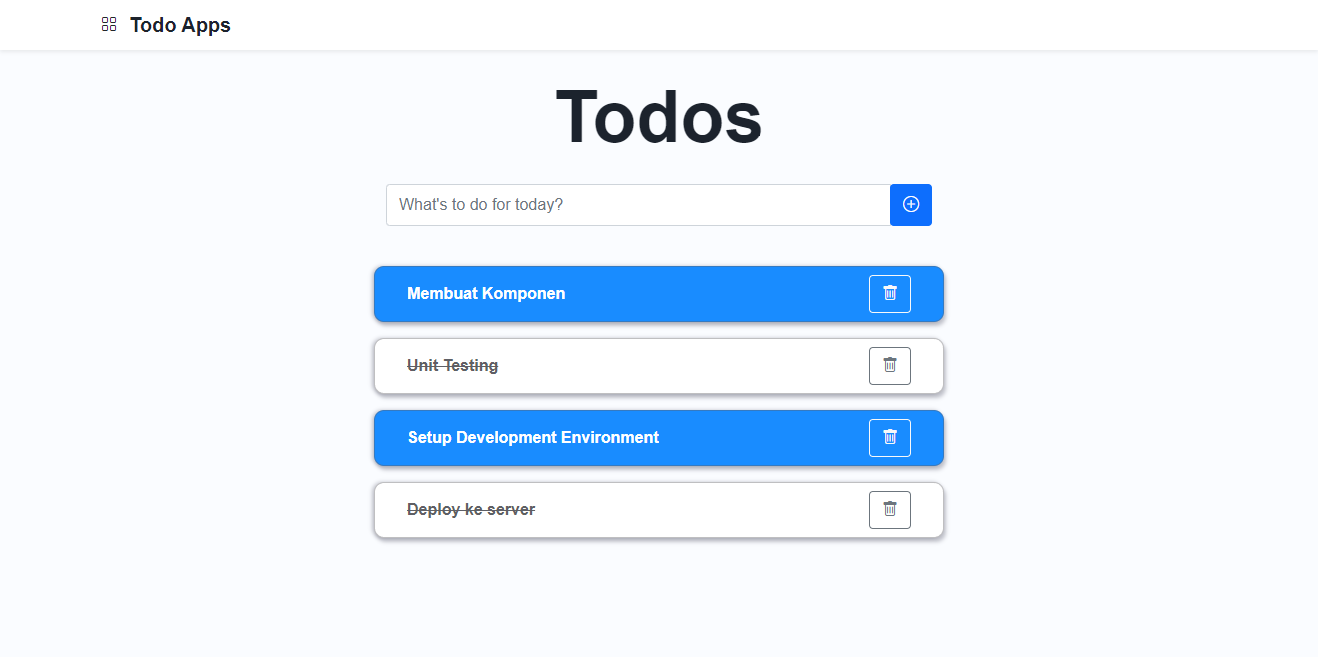 Todo Apps
Todos
What's to do for today?
Membuat Komponen
Unit Testing
Setup Development Environment
Deploy ke server